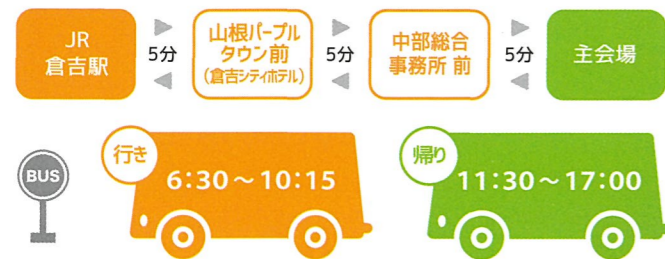 JR
倉吉駅
5分
山根パープル
タウン前
(倉吉シティホテル)
5分
中部総合
事務所 前
5分
主会場
BUS
行き
6:30～10:15
帰り
11:30～17:00